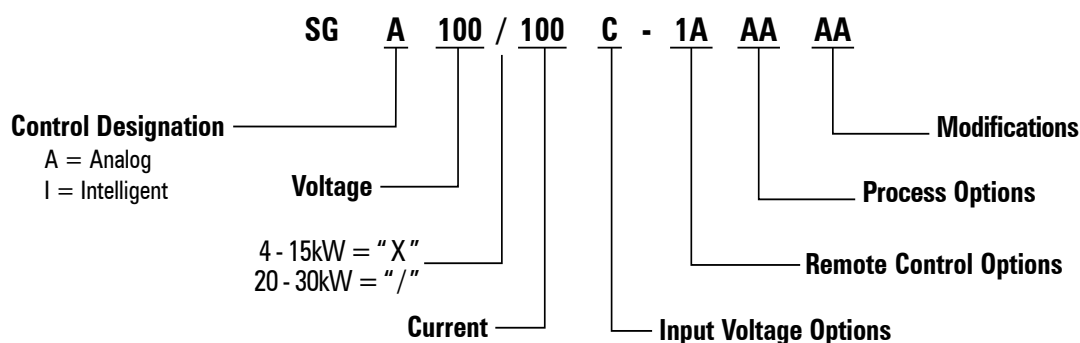 SG A 100 / 100 C - 1A AA AA
Control Designation
A = Analog
I = Intelligent
Voltage
4 - 15kW = “X”
20 - 30kW = “/”
Current
Modifications
Process Options
Remote Control Options
Input Voltage Options